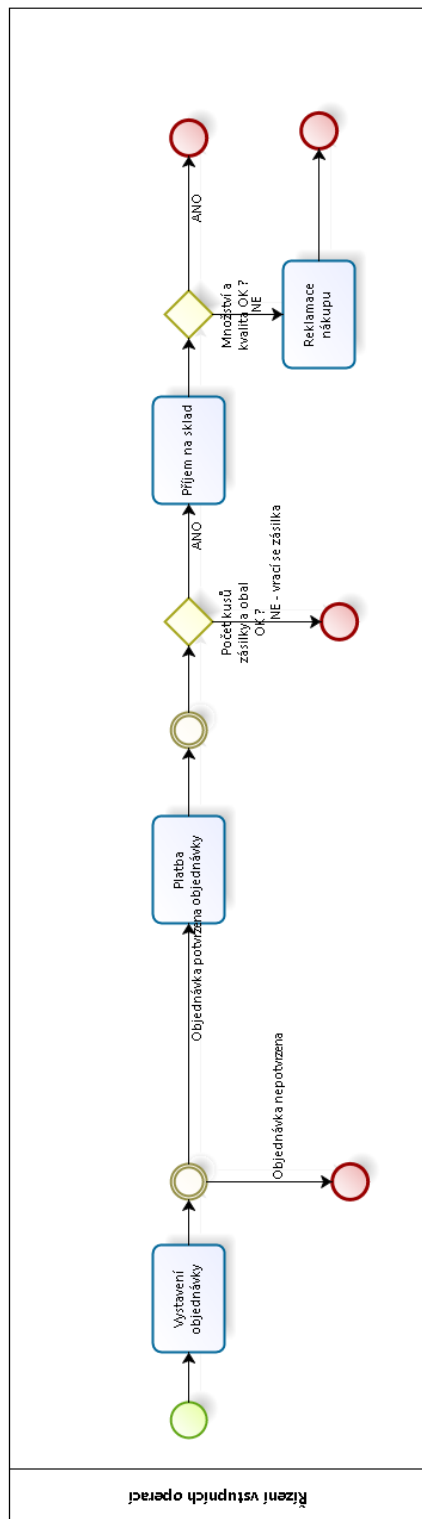 Řízení vstupních operací
Vystavení
objednávky
Objednávka nepotvrzena
Objednávka potvrzena
Platba
objednávky
Počet kusů
zásilky a obal
OK ?
NE - vrací se zásilka
ANO
Příjem na sklad
Množství a
kvalita OK ?
NE
ANO
Reklamace
nákupu